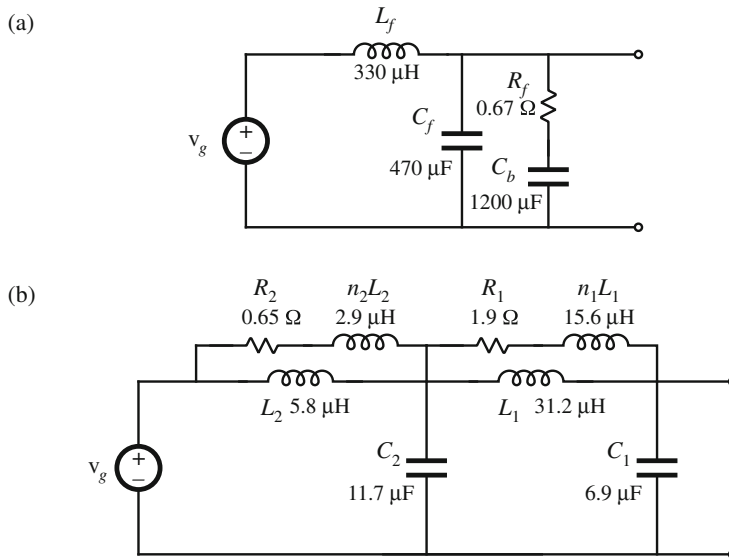 (a)
L_f
330 µH
R_f
0.67 Ω
C_f
v_g
+
−
470 µF
C_b
1200 µF
(b)
R_2 n_2L_2 R_1 n_1L_1
0.65 Ω 2.9 µH 1.9 Ω 15.6 µH
L_2 5.8 µH L_1 31.2 µH
v_g
+
−
C_2 C_1
11.7 µF 6.9 µF